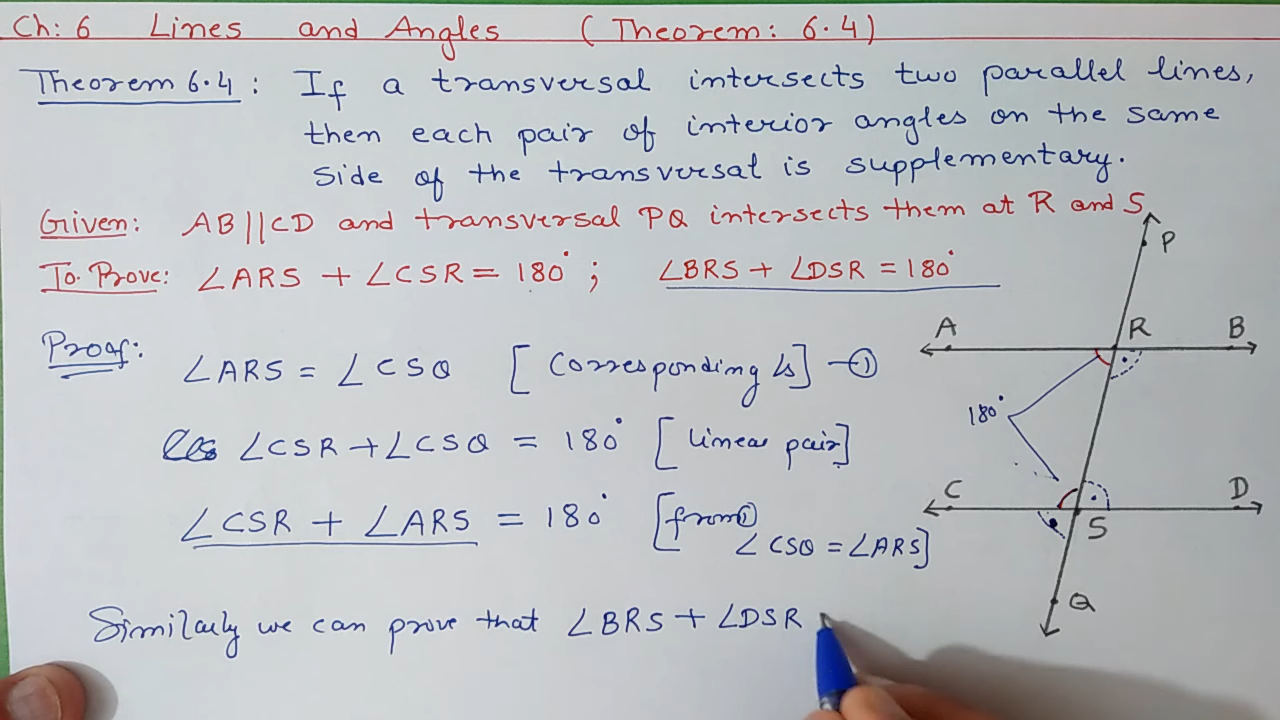 Ch: 6 Lines and Angles (Theorem: 6.4)
Theorem 6.4: If a transversal intersects two parallel lines,
then each pair of interior angles on the same
side of the transversal is supplementary.
Given: AB||CD and transversal PQ intersects them at R and S.
To Prove: ∠ARS + ∠CSR = 180° ; ∠BRS + ∠DSR = 180°
Proof: ∠ARS = ∠CSQ [Corresponding ∠s] —①
∠CSR + ∠CSQ = 180° [linear pair]
∠CSR + ∠ARS = 180° [from ①
∠CSQ = ∠ARS]
Similarly we can prove that ∠BRS + ∠DSR
P
A R B
180°
C D
S
Q